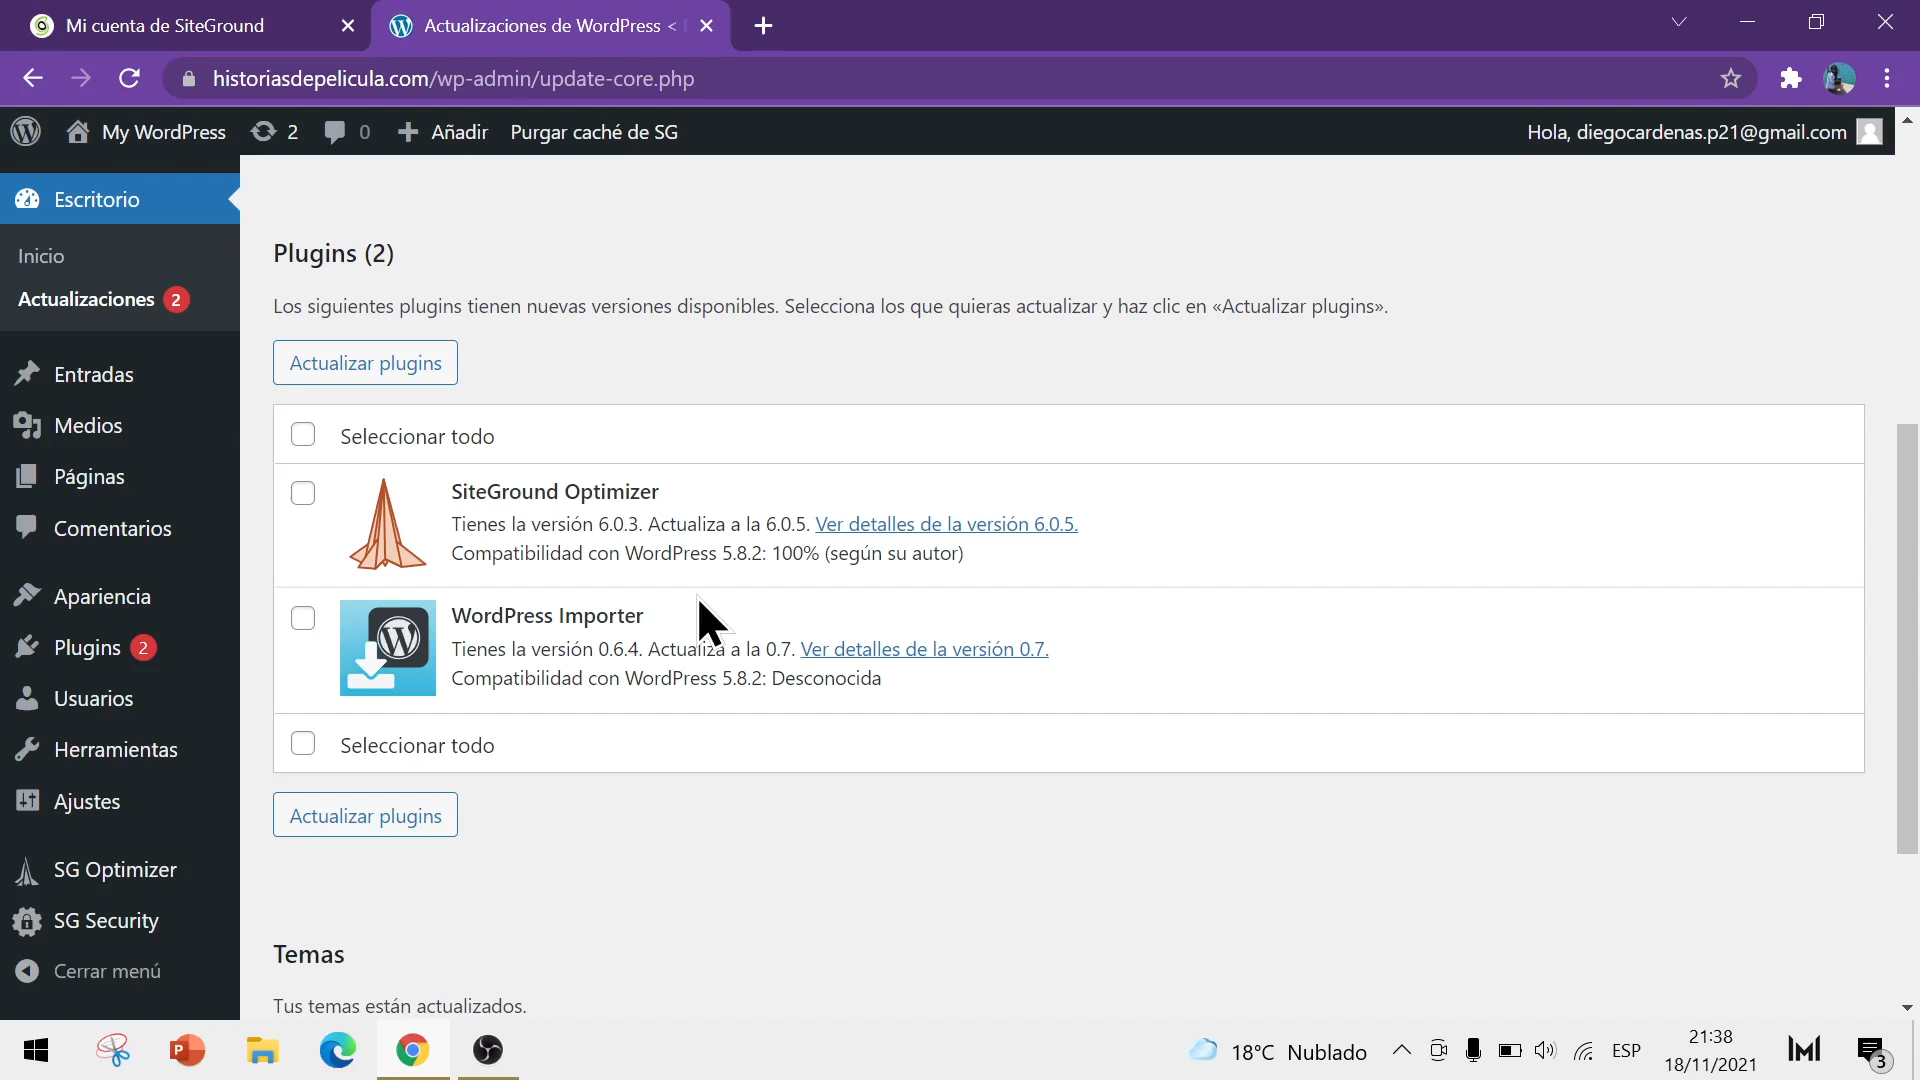 Mi cuenta de SiteGround
Actualizaciones de WordPress <
historiasdepelicula.com/wp-admin/update-core.php
My WordPress 2 0 Añadir Purgar caché de SG
Hola, diegocardenas.p21@gmail.com
Escritorio
Inicio
Actualizaciones 2
Entradas
Medios
Páginas
Comentarios
Apariencia
Plugins 2
Usuarios
Herramientas
Ajustes
SG Optimizer
SG Security
Cerrar menú
Plugins (2)
Los siguientes plugins tienen nuevas versiones disponibles. Selecciona los que quieras actualizar y haz clic en «Actualizar plugins».
Actualizar plugins
Seleccionar todo
SiteGround Optimizer
Tienes la versión 6.0.3. Actualiza a la 6.0.5. Ver detalles de la versión 6.0.5.
Compatibilidad con WordPress 5.8.2: 100% (según su autor)
WordPress Importer
Tienes la versión 0.6.4. Actualiza a la 0.7. Ver detalles de la versión 0.7.
Compatibilidad con WordPress 5.8.2: Desconocida
Seleccionar todo
Actualizar plugins
Temas
Tus temas están actualizados.
18°C Nublado
ESP
21:38
18/11/2021
3